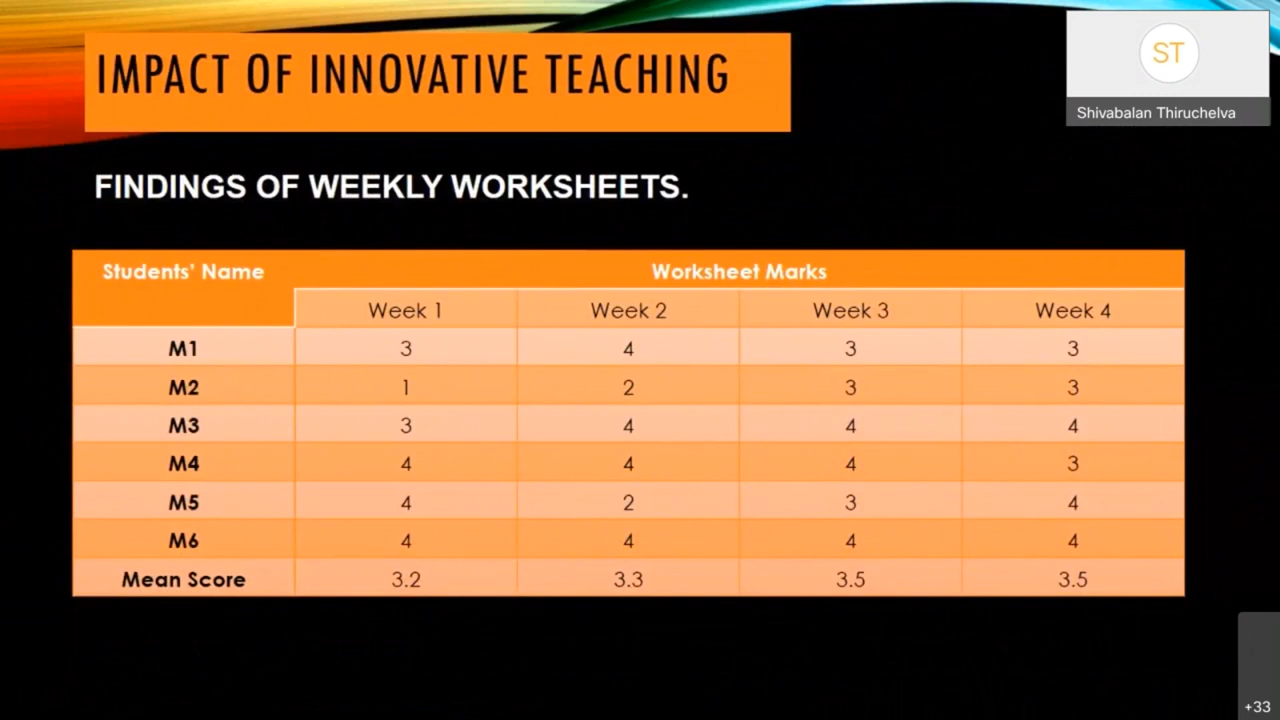 IMPACT OF INNOVATIVE TEACHING
ST
Shivabalan Thiruchelva
FINDINGS OF WEEKLY WORKSHEETS.
Students’ Name Worksheet Marks
Week 1 Week 2 Week 3 Week 4
M1 3 4 3 3
M2 1 2 3 3
M3 3 4 4 4
M4 4 4 4 3
M5 4 2 3 4
M6 4 4 4 4
Mean Score 3.2 3.3 3.5 3.5
+33